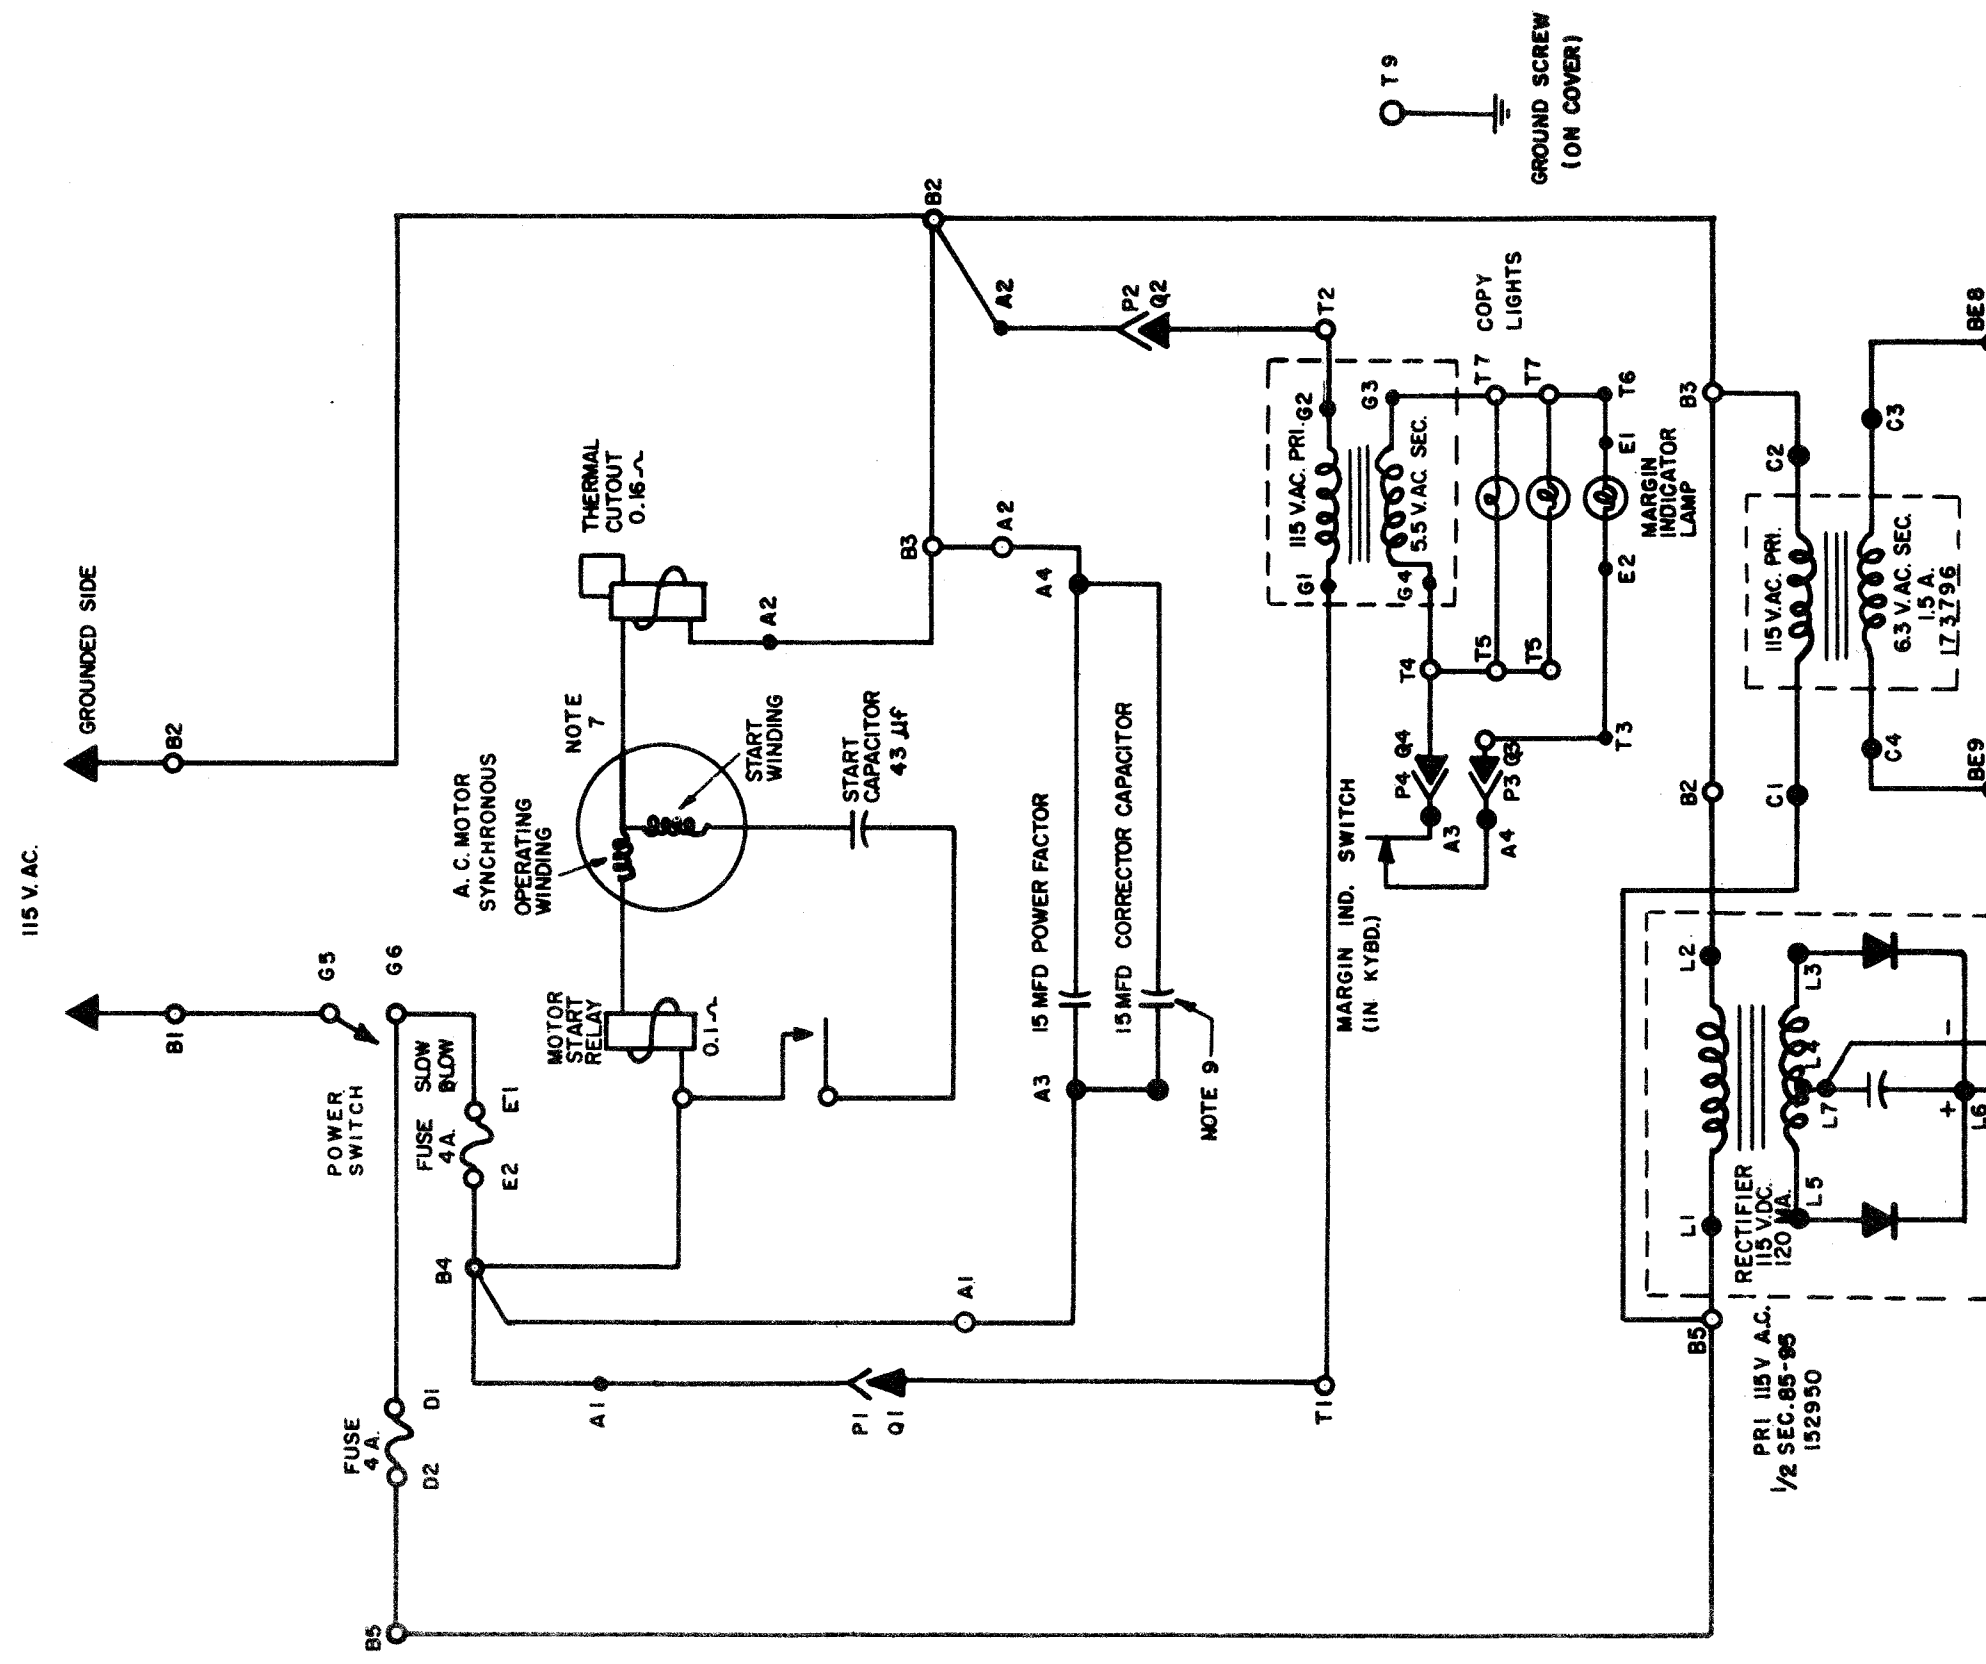 115 V. AC.
GROUNDED SIDE
B1
B2
G5
G6
POWER
SWITCH
SLOW
BLOW
FUSE
4A.
E1
E2
B4
FUSE
4 A.
D1
D2
B5
A. C. MOTOR
SYNCHRONOUS
NOTE
7
OPERATING
WINDING
START
WINDING
THERMAL
CUTOUT
0.16 Ω
MOTOR
START
RELAY
0.1 Ω
START
CAPACITOR
43 µf
A2
B3
A2
B2
A2
P2
Q2
T2
A1
A1
P1
Q1
T1
A3
A4
15 MFD POWER FACTOR
15 MFD CORRECTOR CAPACITOR
NOTE 9
T9
GROUND SCREW
(ON COVER)
115 V.AC. PRI.
G1
G2
G3
G4
5.5 V.AC. SEC.
COPY
LIGHTS
T7
T7
T6
T4
T5
T5
E1
E2
MARGIN
INDICATOR
LAMP
T3
MARGIN IND. SWITCH
(IN KYBD.)
P4
Q4
P3
Q3
A3
A4
B3
B2
B5
C2
C1
C3
C4
115 V.AC. PRI.
6.3 V.AC. SEC.
1.5 A.
173796
BE8
BE9
L2
L1
L3
L4
L5
L7
L6
+
–
RECTIFIER
115 V.DC.
120 MA.
PRI 115V A.C.
1/2 SEC.85-95
152950